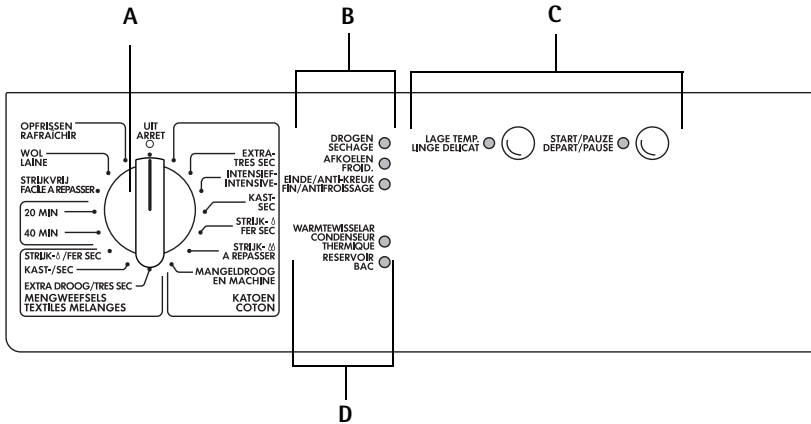 A
B
C
OPFRISSEN
RAFRAÎCHIR
WOL
LAINE
STRIJKVRIJ
FACILE A REPASSER
20 MIN
40 MIN
STRIJK-/FER SEC
KAST-/SEC
EXTRA DROOG/TRES SEC
MENGWEEFSELS
TEXTILES MELANGES
UIT
ARRET
EXTRA-
TRES SEC
INTENSIEF-
INTENSIVE-
KAST-
SEC
STRIJK-
FER SEC
STRIJK-
A REPASSER
MANGELDROOG
EN MACHINE
KATOEN
COTON
DROGEN
SECHAGE
AFKOELEN
FROID.
EINDE/ANTI-KREUK
FIN/ANTIFROISSAGE
WARMTEWISSELAR
CONDENSEUR
THERMIQUE
RESERVOIR
BAC
LAGE TEMP.
LINGE DELICAT
START/PAUZE
DEPART/PAUSE
D